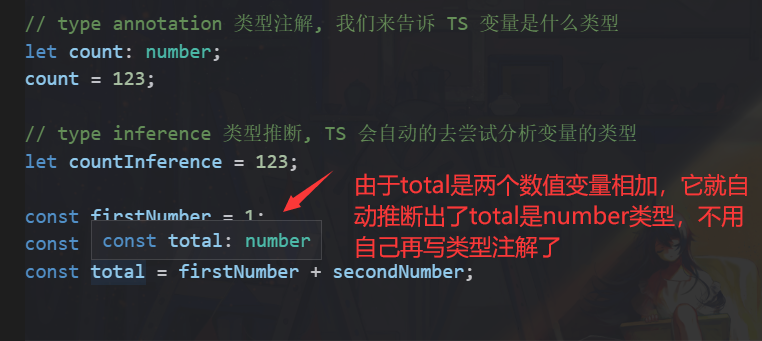 // type annotation 类型注解, 我们来告诉 TS 变量是什么类型
let count: number;
count = 123;
// type inference 类型推断, TS 会自动的去尝试分析变量的类型
let countInference = 123;
const firstNumber = 1;
const
const total: number
const total = firstNumber + secondNumber;
由于total是两个数值变量相加，它就自
动推断出了total是number类型，不用
自己再写类型注解了